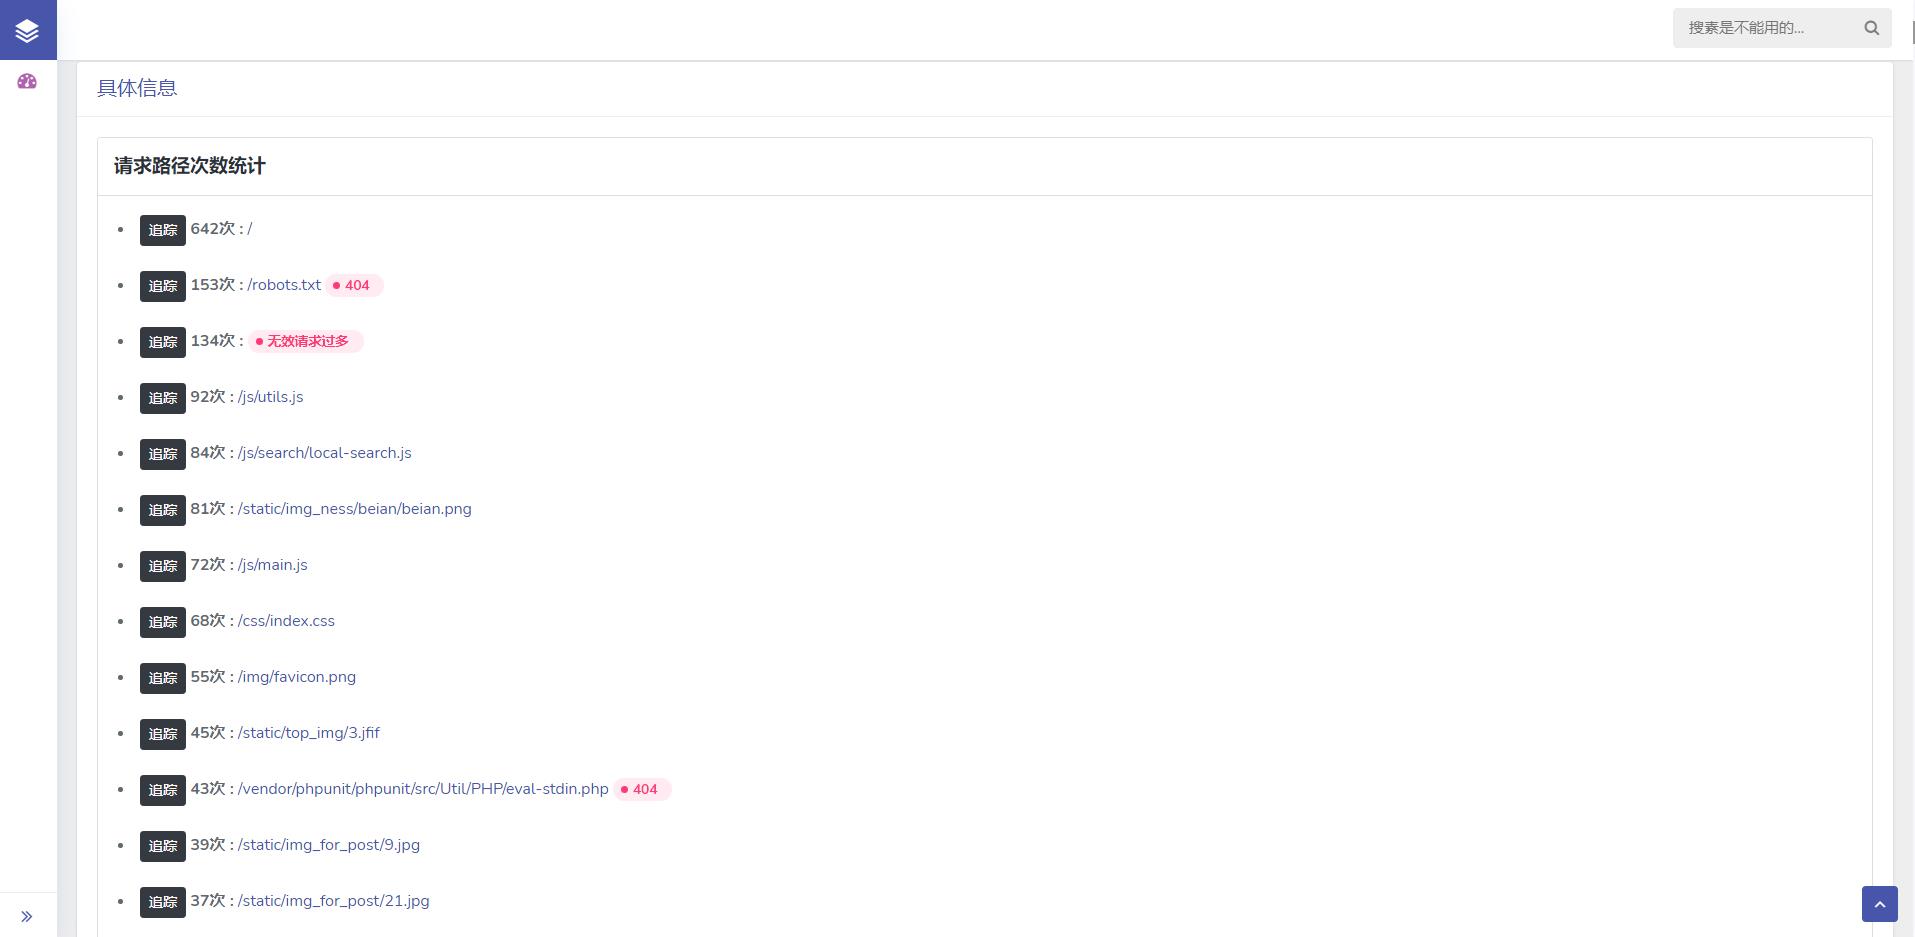 搜素是不能用的...
具体信息
请求路径次数统计
追踪 642次 : /
追踪 153次 : /robots.txt 404
追踪 134次 : 无效请求过多
追踪 92次 : /js/utils.js
追踪 84次 : /js/search/local-search.js
追踪 81次 : /static/img_ness/beian/beian.png
追踪 72次 : /js/main.js
追踪 68次 : /css/index.css
追踪 55次 : /img/favicon.png
追踪 45次 : /static/top_img/3.jfif
追踪 43次 : /vendor/phpunit/phpunit/src/Util/PHP/eval-stdin.php 404
追踪 39次 : /static/img_for_post/9.jpg
追踪 37次 : /static/img_for_post/21.jpg